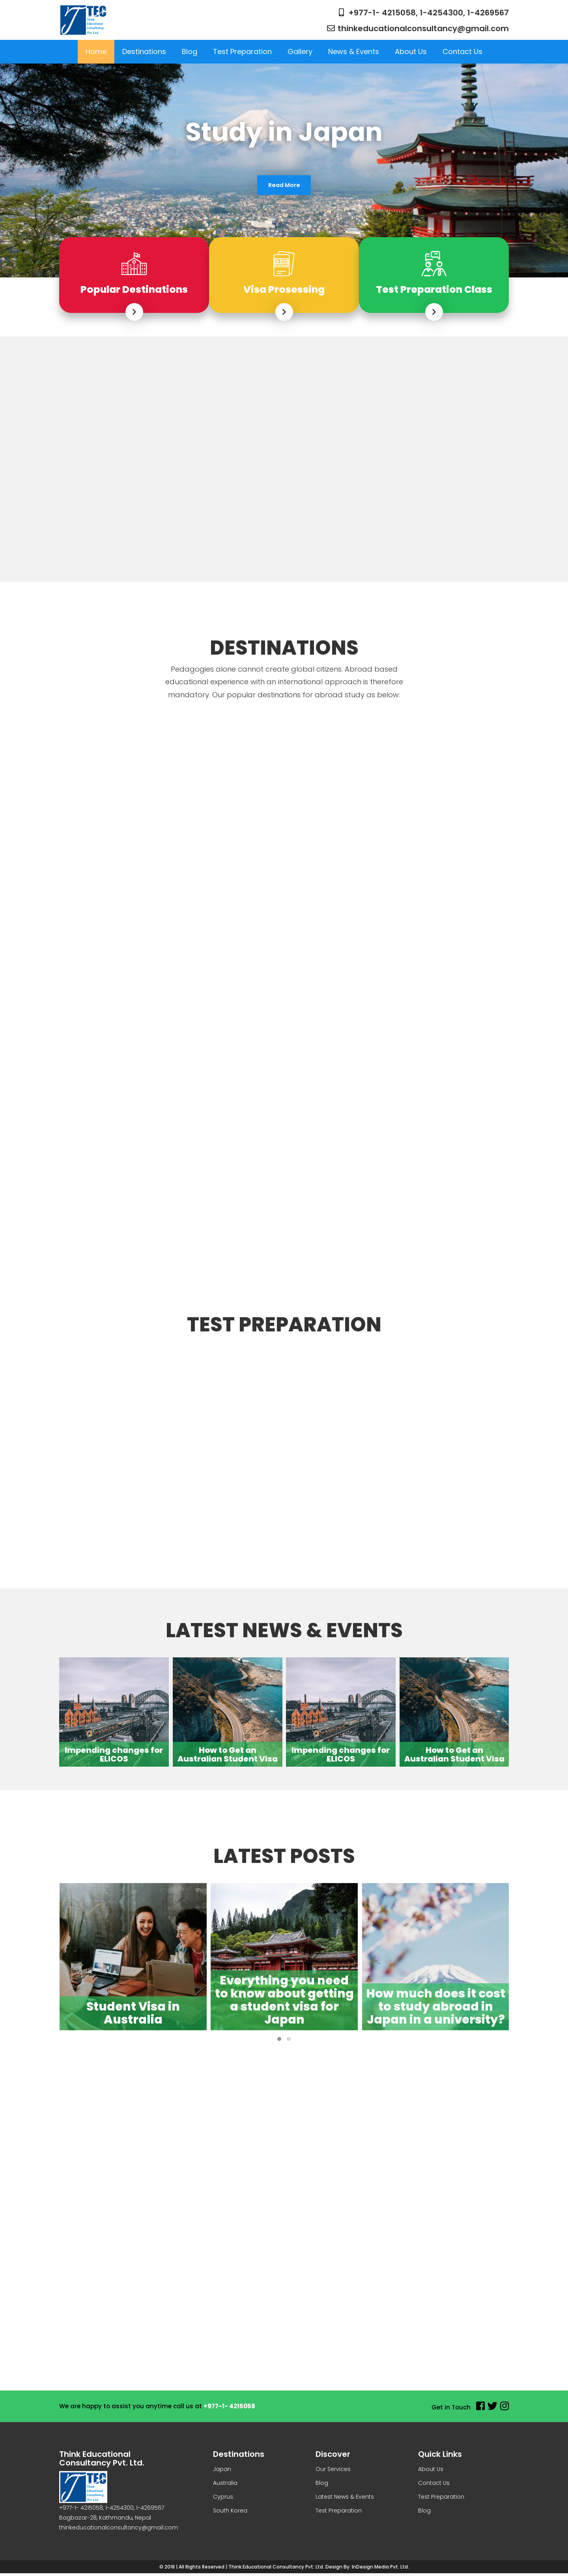 TEC
Think
Educational
Consultancy
Pvt. Ltd.
+977-1- 4215058, 1-4254300, 1-4269567
thinkeducationalconsultancy@gmail.com
Home
Destinations
Blog
Test Preparation
Gallery
News & Events
About Us
Contact Us
Study in Japan
Read More
Popular Destinations
Visa Prosessing
Test Preparation Class
DESTINATIONS
Pedagogies alone cannot create global citizens. Abroad based
educational experience with an international approach is therefore
mandatory. Our popular destinations for abroad study as below:
TEST PREPARATION
LATEST NEWS & EVENTS
Impending changes for
ELICOS
How to Get an
Australian Student Visa
Impending changes for
ELICOS
How to Get an
Australian Student Visa
LATEST POSTS
Student Visa in
Australia
Everything you need
to know about getting
a student visa for
Japan
How much does it cost
to study abroad in
Japan in a university?
We are happy to assist you anytime call us at +977-1- 4215058
Get in Touch
Think Educational
Consultancy Pvt. Ltd.
TEC
Think
Educational
Consultancy
Pvt. Ltd.
+977-1- 4215058, 1-4254300, 1-4269567
Bagbazar-28, Kathmandu, Nepal
thinkeducationalconsultancy@gmail.com
Destinations
Japan
Australia
Cyprus
South Korea
Discover
Our Services
Blog
Latest News & Events
Test Preparation
Quick Links
About Us
Contact Us
Test Preparation
Blog
© 2018 | All Rights Reserved | Think Educational Consultancy Pvt. Ltd. Design By: InDesign Media Pvt. Ltd.